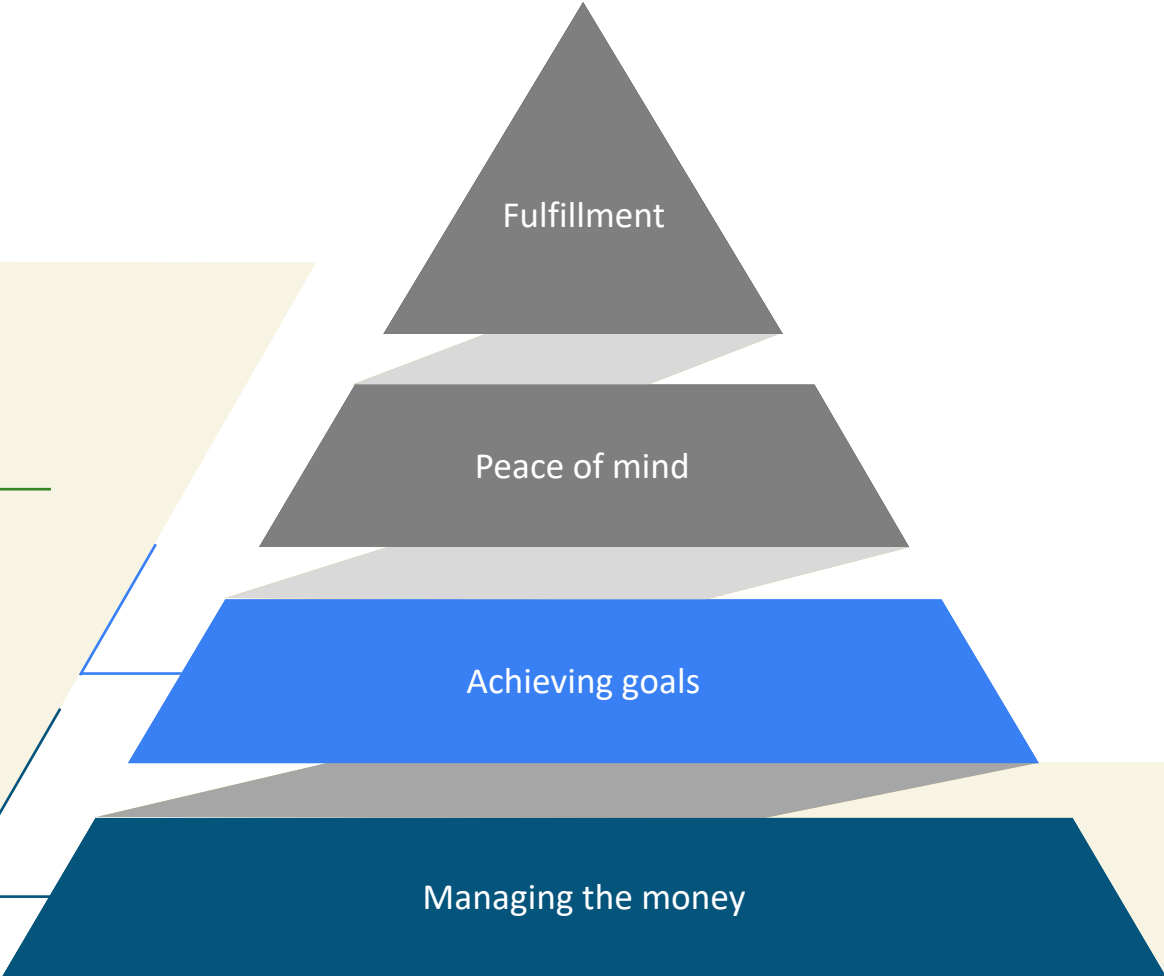 Fulfillment
Peace of mind
Achieving goals
Managing the money